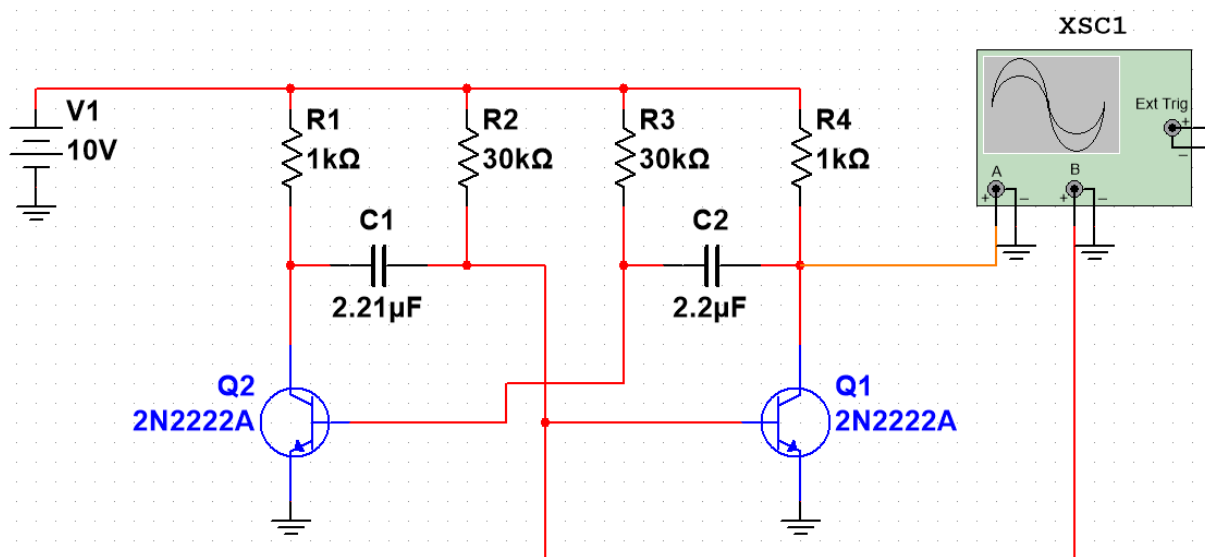 XSC1
Ext Trig
+
−
A
B
+ −
+ −
V1
10V
R1
1kΩ
R2
30kΩ
R3
30kΩ
R4
1kΩ
C1
2.21µF
C2
2.2µF
Q2
2N2222A
Q1
2N2222A